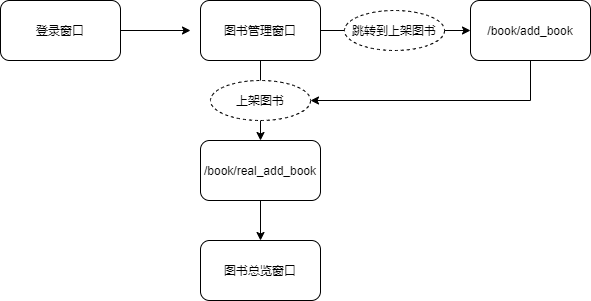 登录窗口
图书管理窗口
跳转到上架图书
/book/add_book
上架图书
/book/real_add_book
图书总览窗口